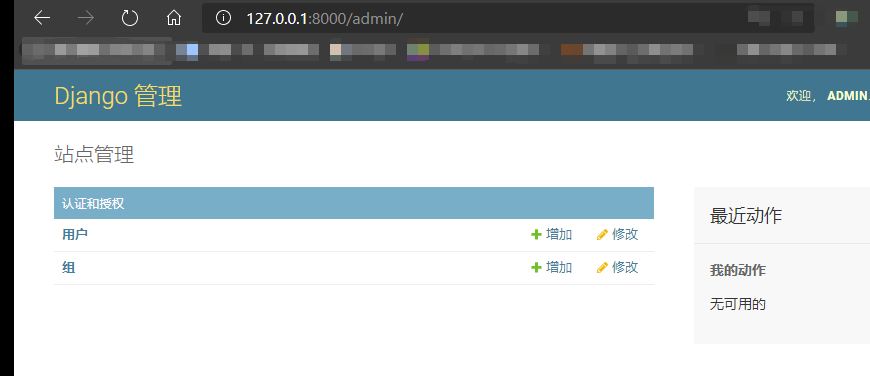 127.0.0.1:8000/admin/
Django 管理
欢迎， ADMIN.
站点管理
认证和授权
用户 增加 修改
组 增加 修改
最近动作
我的动作
无可用的